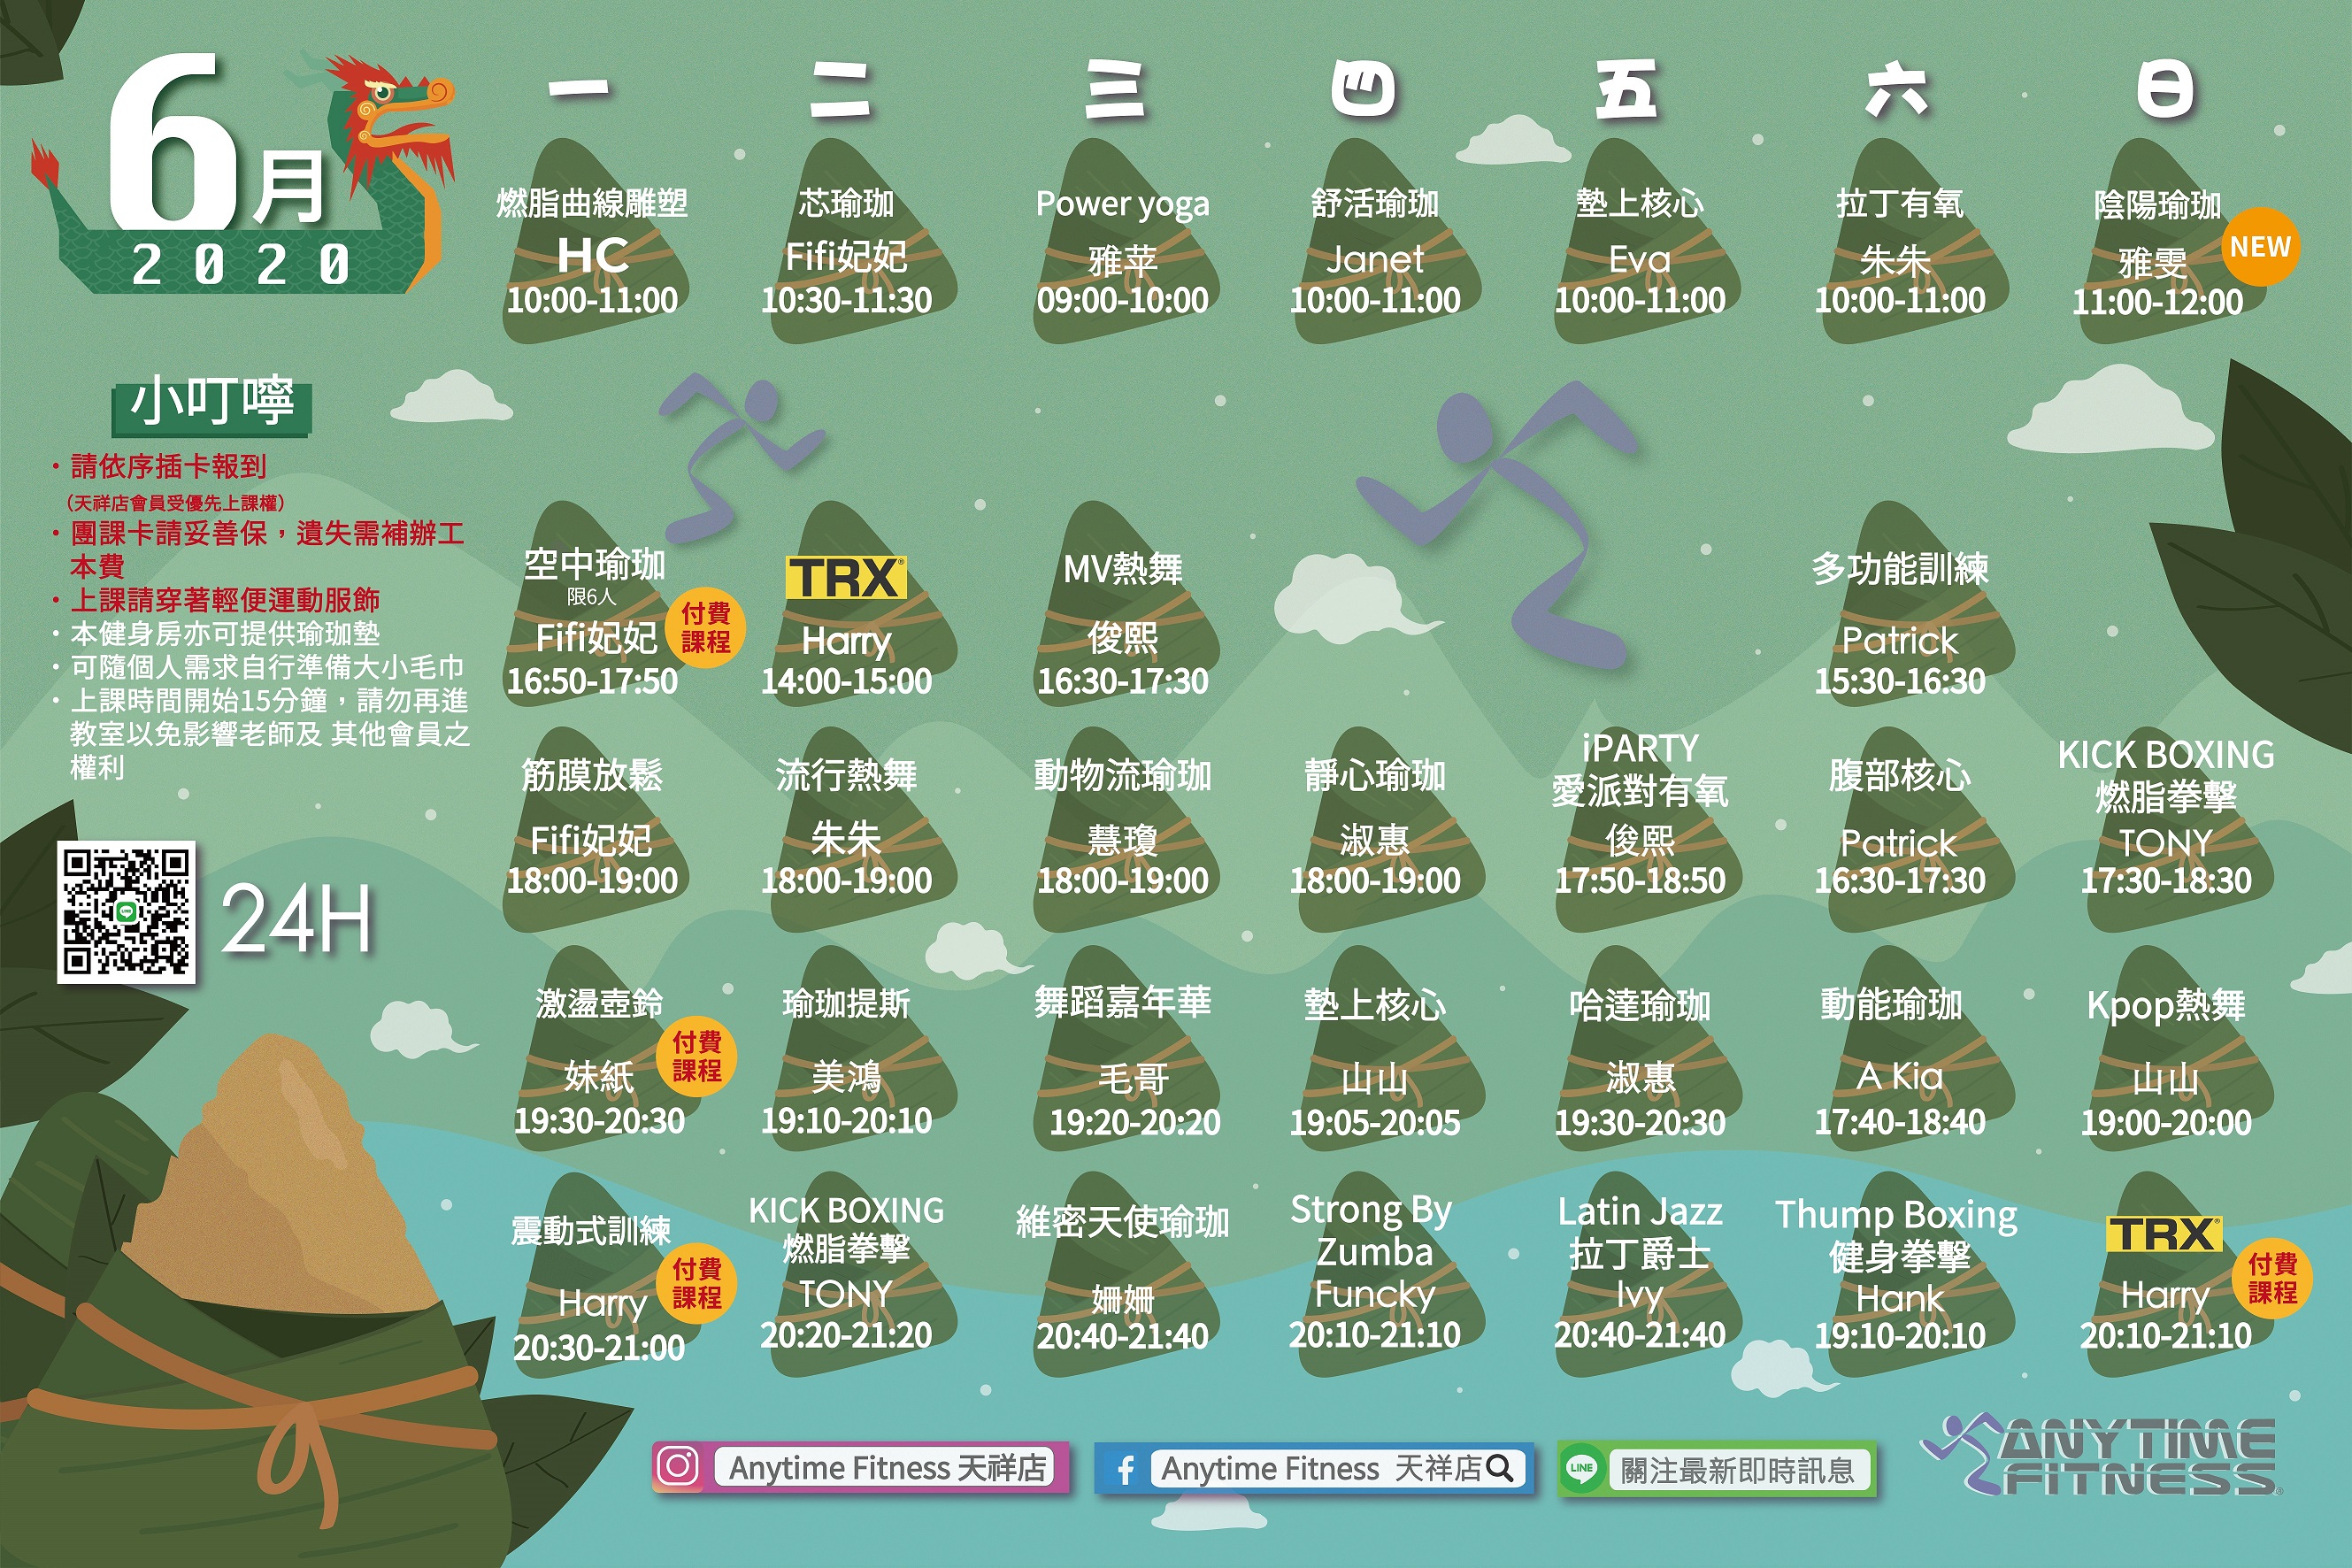 6月
2020
一 二 三 四 五 六 日
燃脂曲線雕塑
HC
10:00-11:00
芯瑜珈
Fifi妃妃
10:30-11:30
Power yoga
雅苹
09:00-10:00
舒活瑜珈
Janet
10:00-11:00
墊上核心
Eva
10:00-11:00
拉丁有氧
朱朱
10:00-11:00
陰陽瑜珈
雅雯
11:00-12:00
NEW
小叮嚀
・請依序插卡報到
（天祥店會員受優先上課權）
・團課卡請妥善保，遺失需補辦工
本費
・上課請穿著輕便運動服飾
・本健身房亦可提供瑜珈墊
・可隨個人需求自行準備大小毛巾
・上課時間開始15分鐘，請勿再進
教室以免影響老師及 其他會員之
權利
LINE
24H
空中瑜珈
限6人
Fifi妃妃
16:50-17:50
付費
課程
TRX®
Harry
14:00-15:00
MV熱舞
俊熙
16:30-17:30
多功能訓練
Patrick
15:30-16:30
筋膜放鬆
Fifi妃妃
18:00-19:00
流行熱舞
朱朱
18:00-19:00
動物流瑜珈
慧瓊
18:00-19:00
靜心瑜珈
淑惠
18:00-19:00
iPARTY
愛派對有氧
俊熙
17:50-18:50
腹部核心
Patrick
16:30-17:30
KICK BOXING
燃脂拳擊
TONY
17:30-18:30
激盪壺鈴
妹紙
19:30-20:30
付費
課程
瑜珈提斯
美鴻
19:10-20:10
舞蹈嘉年華
毛哥
19:20-20:20
墊上核心
山山
19:05-20:05
哈達瑜珈
淑惠
19:30-20:30
動能瑜珈
A Kia
17:40-18:40
Kpop熱舞
山山
19:00-20:00
震動式訓練
Harry
20:30-21:00
付費
課程
KICK BOXING
燃脂拳擊
TONY
20:20-21:20
維密天使瑜珈
姍姍
20:40-21:40
Strong By
Zumba
Funcky
20:10-21:10
Latin Jazz
拉丁爵士
Ivy
20:40-21:40
Thump Boxing
健身拳擊
Hank
19:10-20:10
TRX®
Harry
20:10-21:10
付費
課程
Anytime Fitness 天祥店
f Anytime Fitness 天祥店
LINE 關注最新即時訊息
ANYTIME
FITNESS®